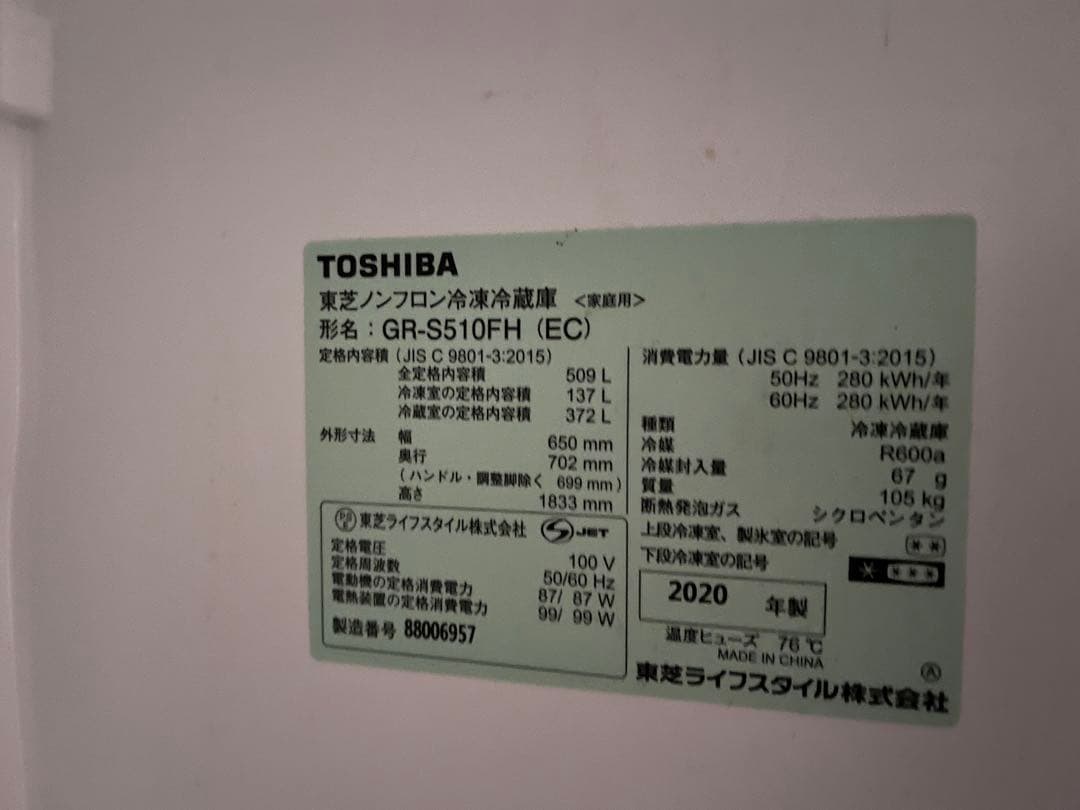 TOSHIBA
東芝ノンフロン冷凍冷蔵庫 <家庭用>
形名：GR-S510FH (EC)
定格内容積 (JIS C 9801-3:2015)
全定格内容積 509 L
冷凍室の定格内容積 137 L
冷蔵室の定格内容積 372 L
外形寸法 幅 650 mm
奥行 702 mm
(ハンドル・調整脚除く 699 mm)
高さ 1833 mm
PS E 東芝ライフスタイル株式会社 JET
定格電圧 100 V
定格周波数 50/60 Hz
電動機の定格消費電力 87/ 87 W
電熱装置の定格消費電力 99/ 99 W
製造番号 88006957
消費電力量 (JIS C 9801-3:2015)
50Hz 280 kWh/年
60Hz 280 kWh/年
種類 冷凍冷蔵庫
冷媒 R600a
冷媒封入量 67 g
質量 105 kg
断熱発泡ガス シクロペンタン
上段冷凍室、製氷室の記号 **
下段冷凍室の記号 * ***
2020 年製
温度ヒューズ 76 ℃
MADE IN CHINA
Ⓐ
東芝ライフスタイル株式会社